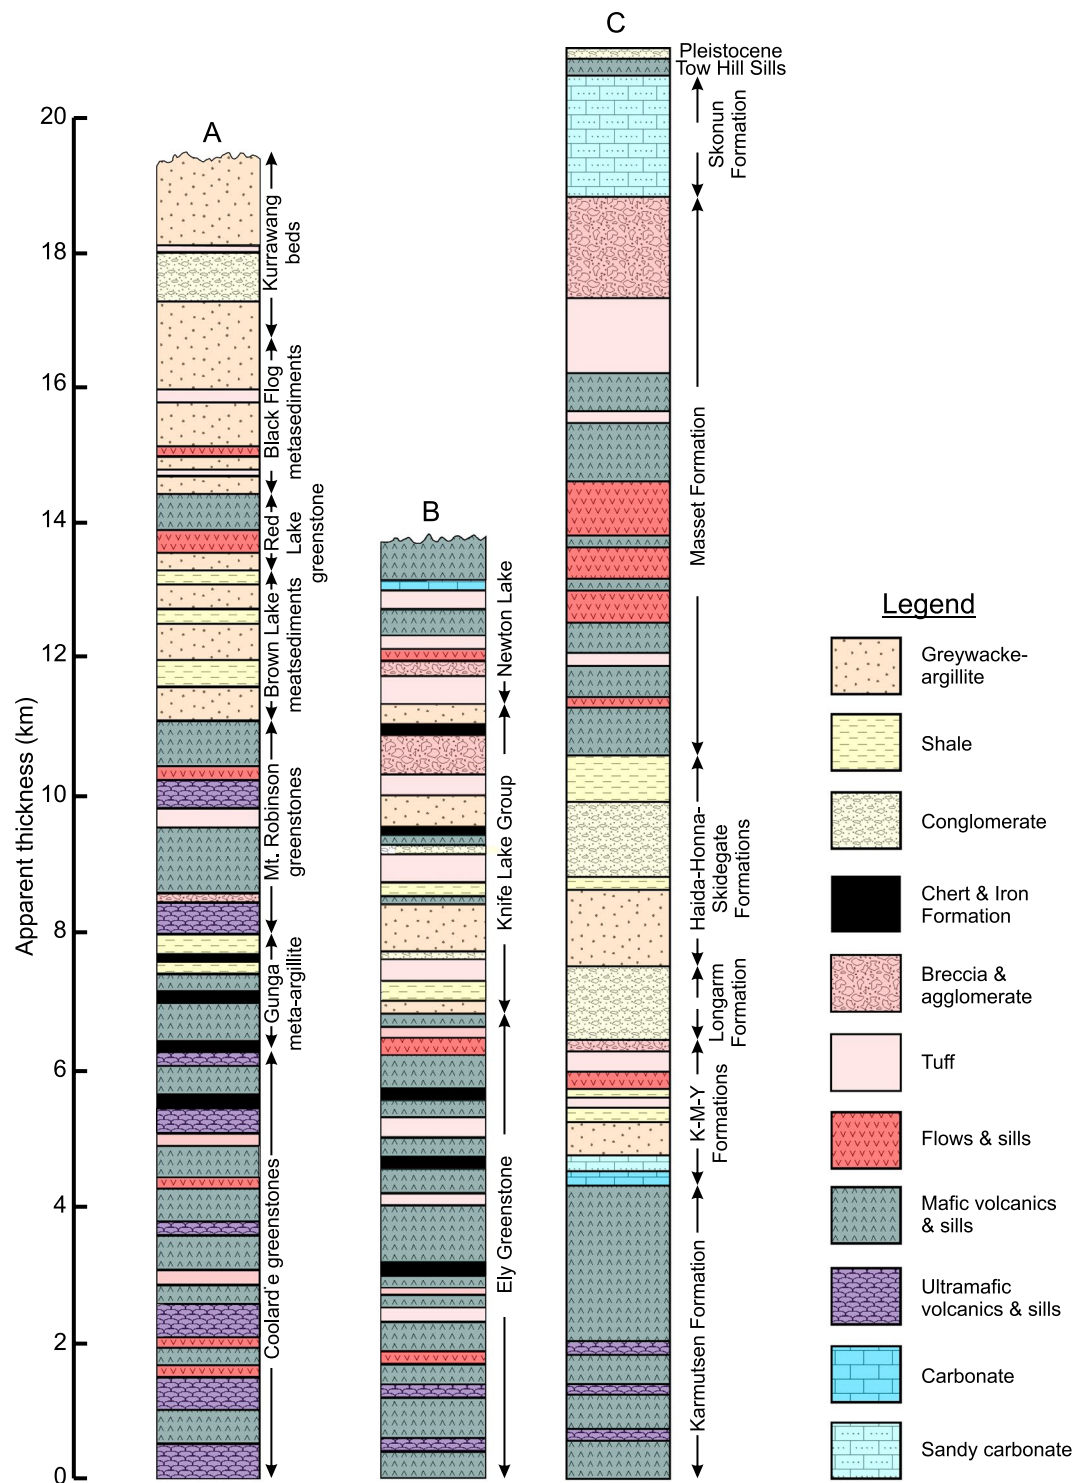 C
Pleistocene
Tow Hill Sills
Skonun
Formation
20
A
Kurrawang
beds
18
16
Black Flog
metasediments
Masset Formation
14
Red
Lake
greenstone
B
Newton Lake
12
Brown Lake
meatsediments
Apparent thickness (km)
10
Mt. Robinson
greenstones
Knife Lake Group
Haida-Honna-
Skidegate
Formations
8
Gunga
meta-argillite
Longarm
Formation
6
K-M-Y
Formations
4
Coolard'e greenstones
Ely Greenstone
Karmutsen Formation
2
0
Legend
Greywacke-
argillite
Shale
Conglomerate
Chert & Iron
Formation
Breccia &
agglomerate
Tuff
Flows & sills
Mafic volcanics
& sills
Ultramafic
volcanics & sills
Carbonate
Sandy carbonate